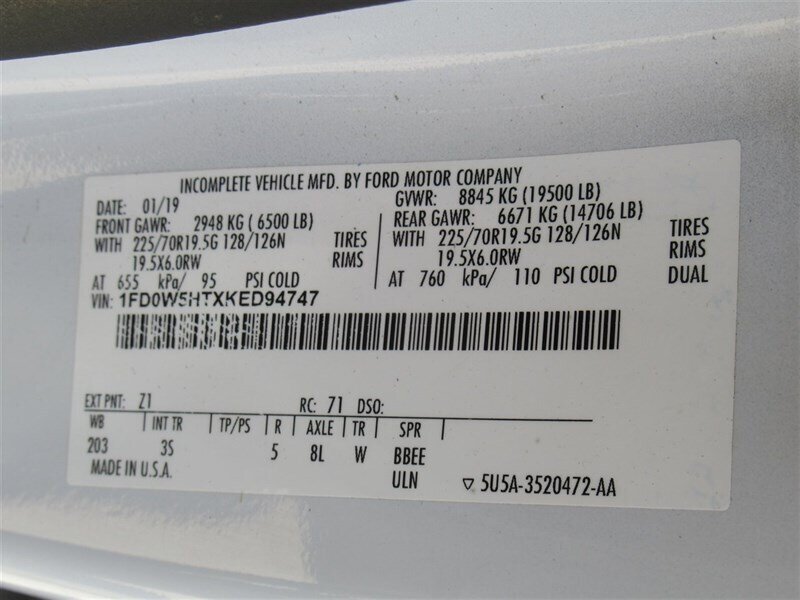 INCOMPLETE VEHICLE MFD. BY FORD MOTOR COMPANY
DATE: 01/19 GVWR: 8845 KG (19500 LB)
FRONT GAWR: 2948 KG ( 6500 LB) REAR GAWR: 6671 KG (14706 LB)
WITH 225/70R19.5G 128/126N TIRES WITH 225/70R19.5G 128/126N TIRES
19.5X6.0RW RIMS 19.5X6.0RW RIMS
AT 655 kPa/ 95 PSI COLD AT 760 kPa/ 110 PSI COLD DUAL
VIN: 1FD0W5HTXKED94747
EXT PNT: Z1 RC: 71 DSO:
WB INT TR TP/PS R AXLE TR SPR
203 3S 5 8L W BBEE
MADE IN U.S.A. ULN ▽ 5U5A-3520472-AA